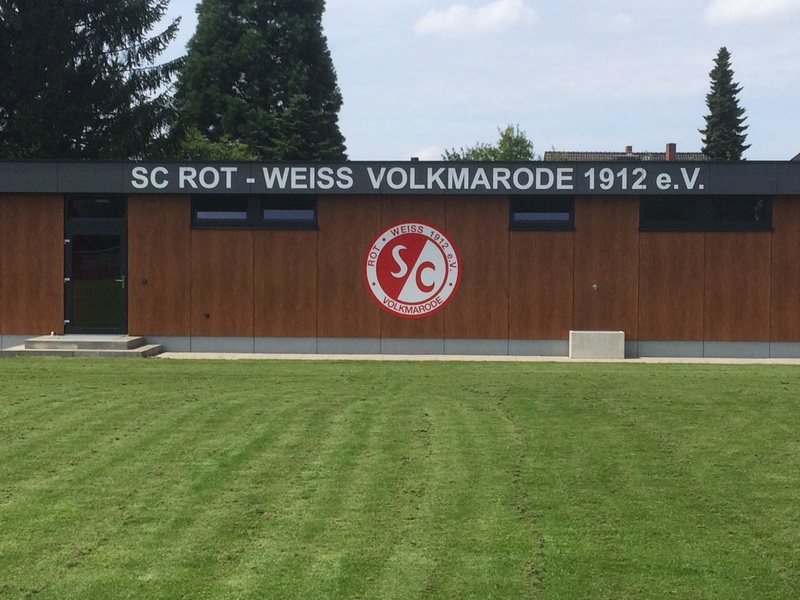 SC ROT - WEISS VOLKMARODE 1912 e.V.
ROT • WEISS 1912 e.V.
SC
VOLKMARODE